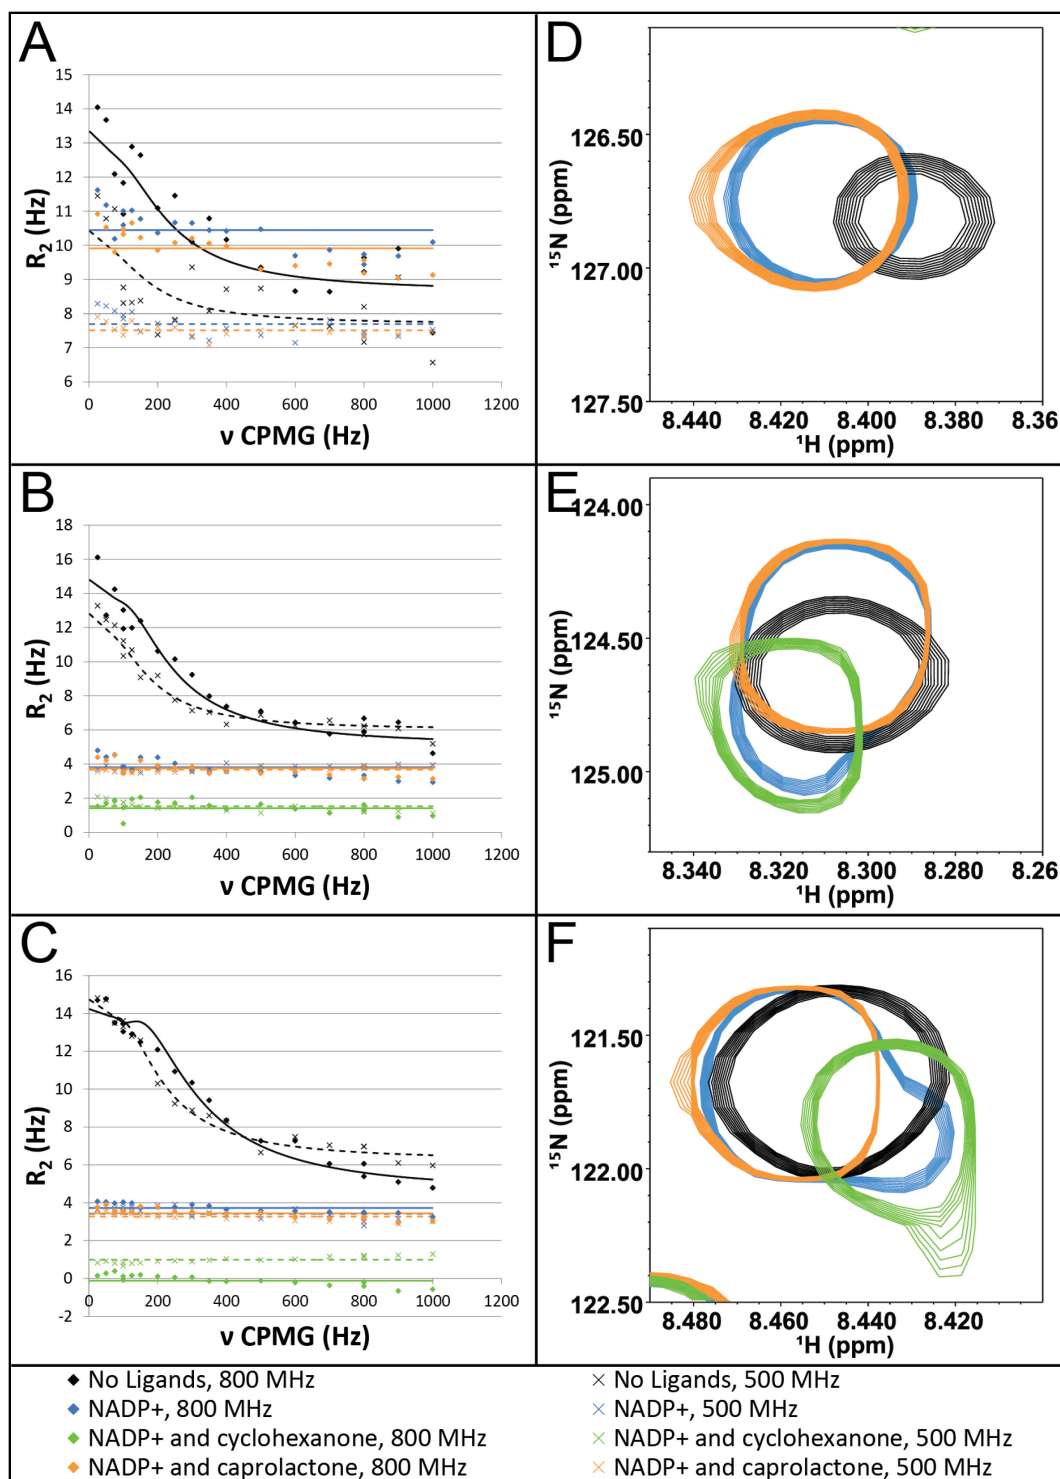 A
15
14
13
12
11
10
9
8
7
6
R2 (Hz)
0 200 400 600 800 1000 1200
ν CPMG (Hz)
D
126.50
127.00
127.50
15N (ppm)
8.440 8.420 8.400 8.380 8.36
1H (ppm)
B
18
16
14
12
10
8
6
4
2
0
R2 (Hz)
0 200 400 600 800 1000 1200
ν CPMG (Hz)
E
124.00
124.50
125.00
15N (ppm)
8.340 8.320 8.300 8.280 8.26
1H (ppm)
C
16
14
12
10
8
6
4
2
0
-2
R2 (Hz)
0 200 400 600 800 1000 1200
ν CPMG (Hz)
F
121.50
122.00
122.50
15N (ppm)
8.480 8.460 8.440 8.420
1H (ppm)
No Ligands, 800 MHz
NADP+, 800 MHz
NADP+ and cyclohexanone, 800 MHz
NADP+ and caprolactone, 800 MHz
No Ligands, 500 MHz
NADP+, 500 MHz
NADP+ and cyclohexanone, 500 MHz
NADP+ and caprolactone, 500 MHz